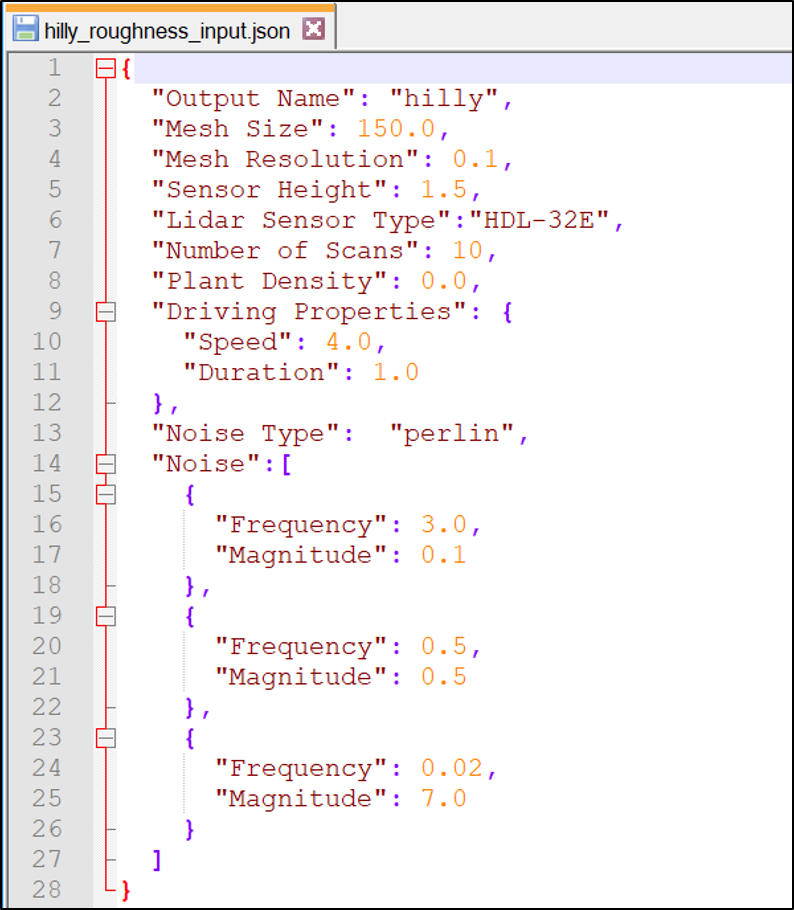 hilly_roughness_input.json
1 {
2 "Output Name": "hilly",
3 "Mesh Size": 150.0,
4 "Mesh Resolution": 0.1,
5 "Sensor Height": 1.5,
6 "Lidar Sensor Type":"HDL-32E",
7 "Number of Scans": 10,
8 "Plant Density": 0.0,
9 "Driving Properties": {
10 "Speed": 4.0,
11 "Duration": 1.0
12 },
13 "Noise Type":  "perlin",
14 "Noise":[
15 {
16 "Frequency": 3.0,
17 "Magnitude": 0.1
18 },
19 {
20 "Frequency": 0.5,
21 "Magnitude": 0.5
22 },
23 {
24 "Frequency": 0.02,
25 "Magnitude": 7.0
26 }
27 ]
28 }